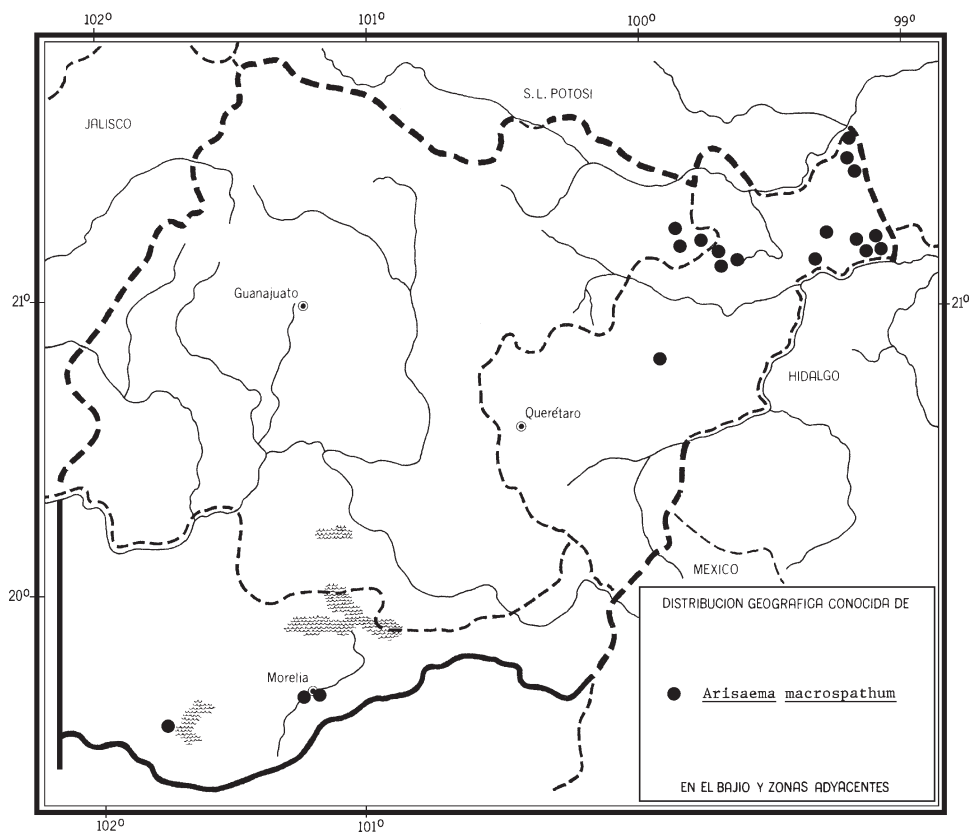 102º 101º 100º 99º
S.L. POTOSI
JALISCO
Guanajuato
21º 21º
HIDALGO
Querétaro
MEXICO
20º
DISTRIBUCION GEOGRAFICA CONOCIDA DE
Morelia
Arisaema macrospathum
EN EL BAJIO Y ZONAS ADYACENTES
102º 101º